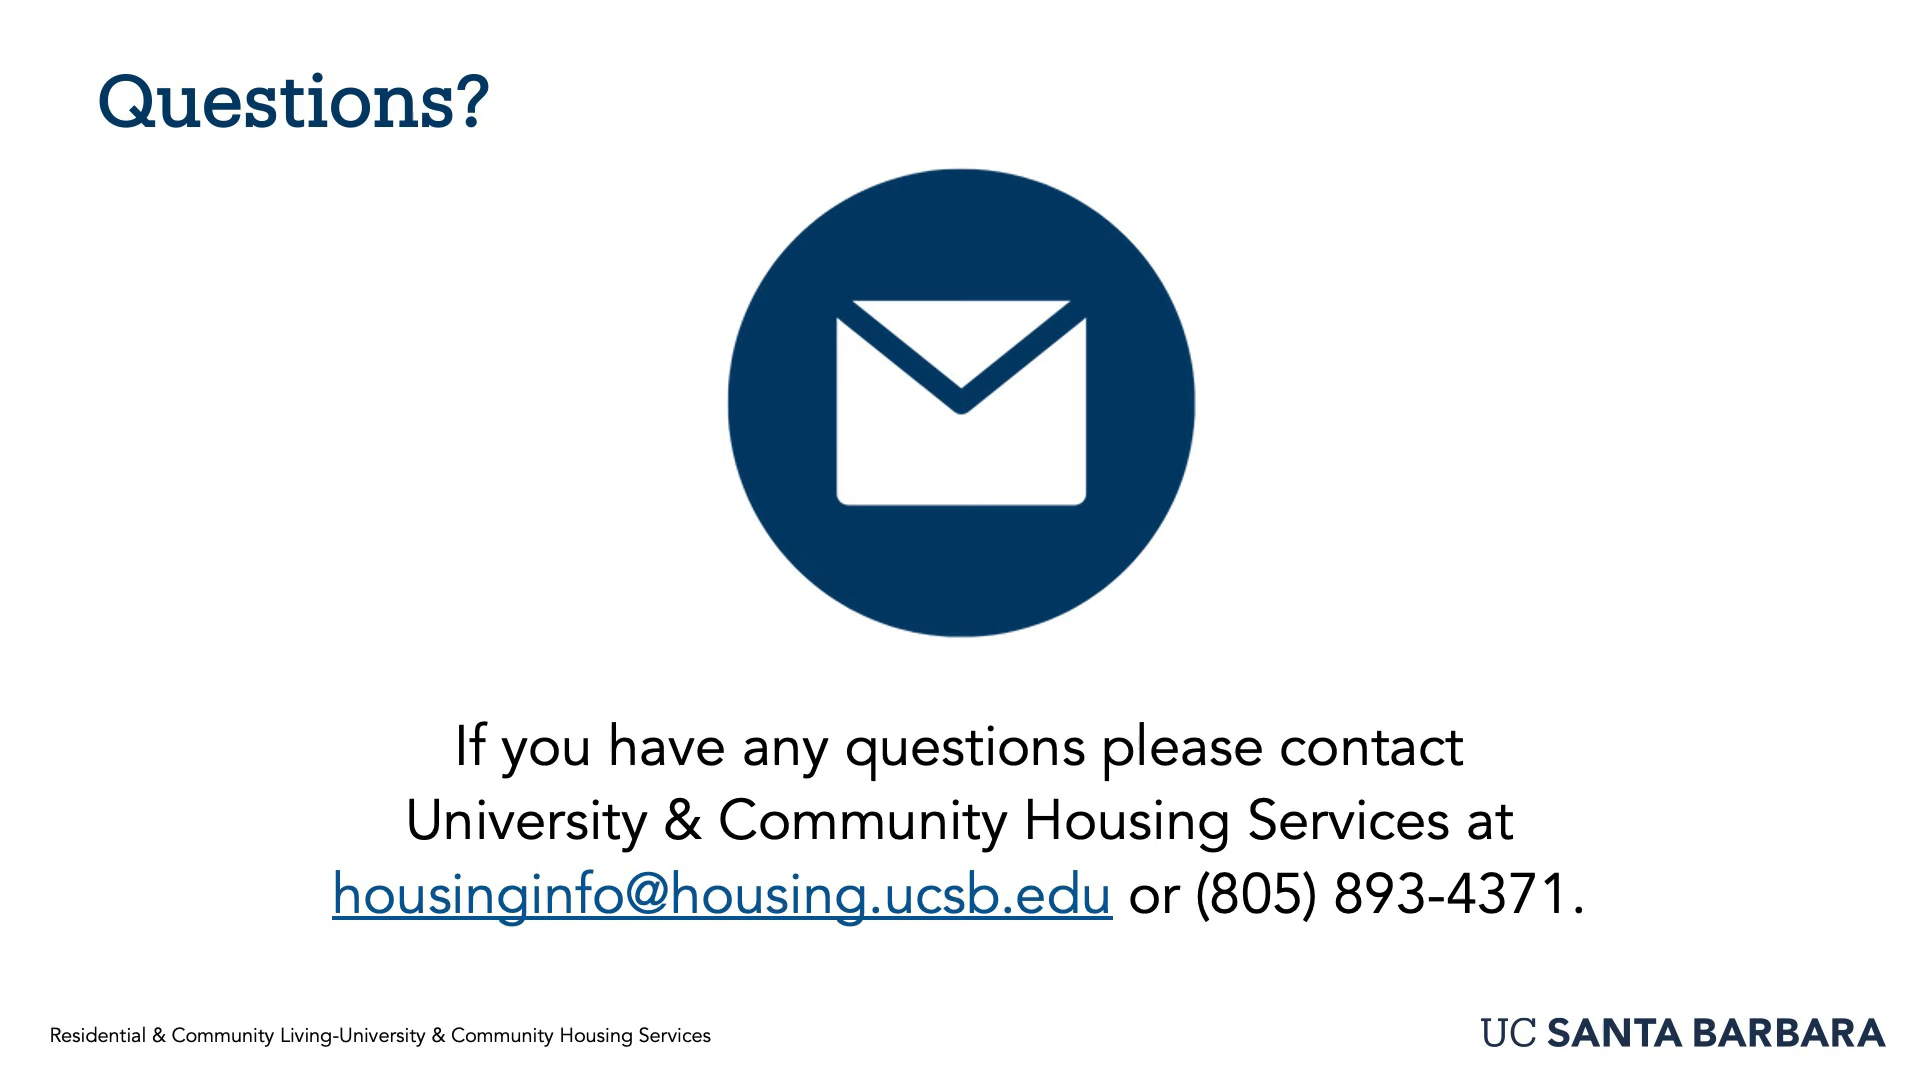 Questions?
If you have any questions please contact
University & Community Housing Services at
housinginfo@housing.ucsb.edu or (805) 893-4371.
Residential & Community Living-University & Community Housing Services
UC SANTA BARBARA